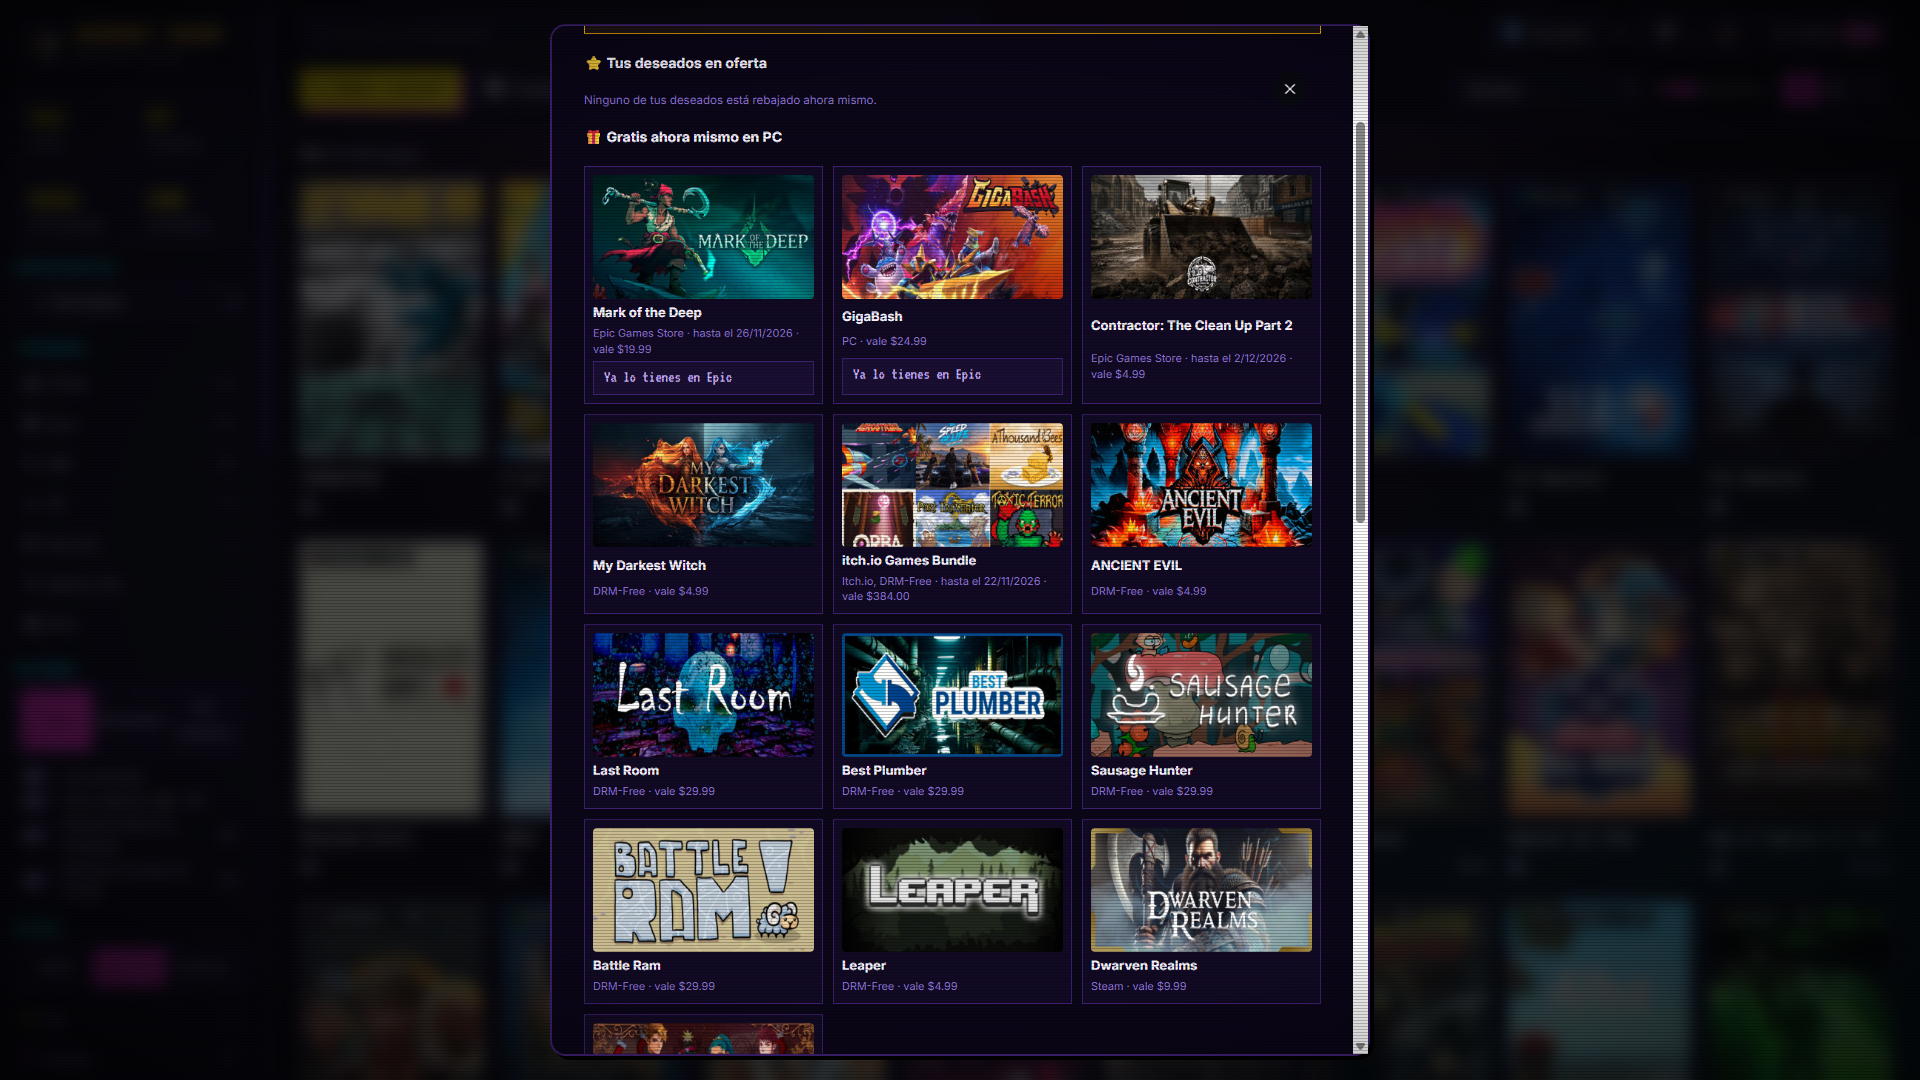 Tus deseados en oferta
Ninguno de tus deseados está rebajado ahora mismo.
Gratis ahora mismo en PC
MARK OF THE DEEP
GIGABASH
CONTRACTOR
Mark of the Deep
Epic Games Store · hasta el 26/11/2026 ·
vale $19.99
Ya lo tienes en Epic
GigaBash
PC · vale $24.99
Ya lo tienes en Epic
Contractor: The Clean Up Part 2
Epic Games Store · hasta el 2/12/2026 ·
vale $4.99
MY
DARKEST
WITCH
SPEED
A Thousand Bees
ORBA
TOXIC TERROR
ANCIENT
EVIL
My Darkest Witch
DRM-Free · vale $4.99
itch.io Games Bundle
Itch.io, DRM-Free · hasta el 22/11/2026 ·
vale $384.00
ANCIENT EVIL
DRM-Free · vale $4.99
Last Room
BEST
PLUMBER
SAUSAGE
HUNTER
Last Room
DRM-Free · vale $29.99
Best Plumber
DRM-Free · vale $29.99
Sausage Hunter
DRM-Free · vale $29.99
BATTLE
RAM!
LEAPER
DWARVEN
REALMS
Battle Ram
DRM-Free · vale $29.99
Leaper
DRM-Free · vale $4.99
Dwarven Realms
Steam · vale $9.99